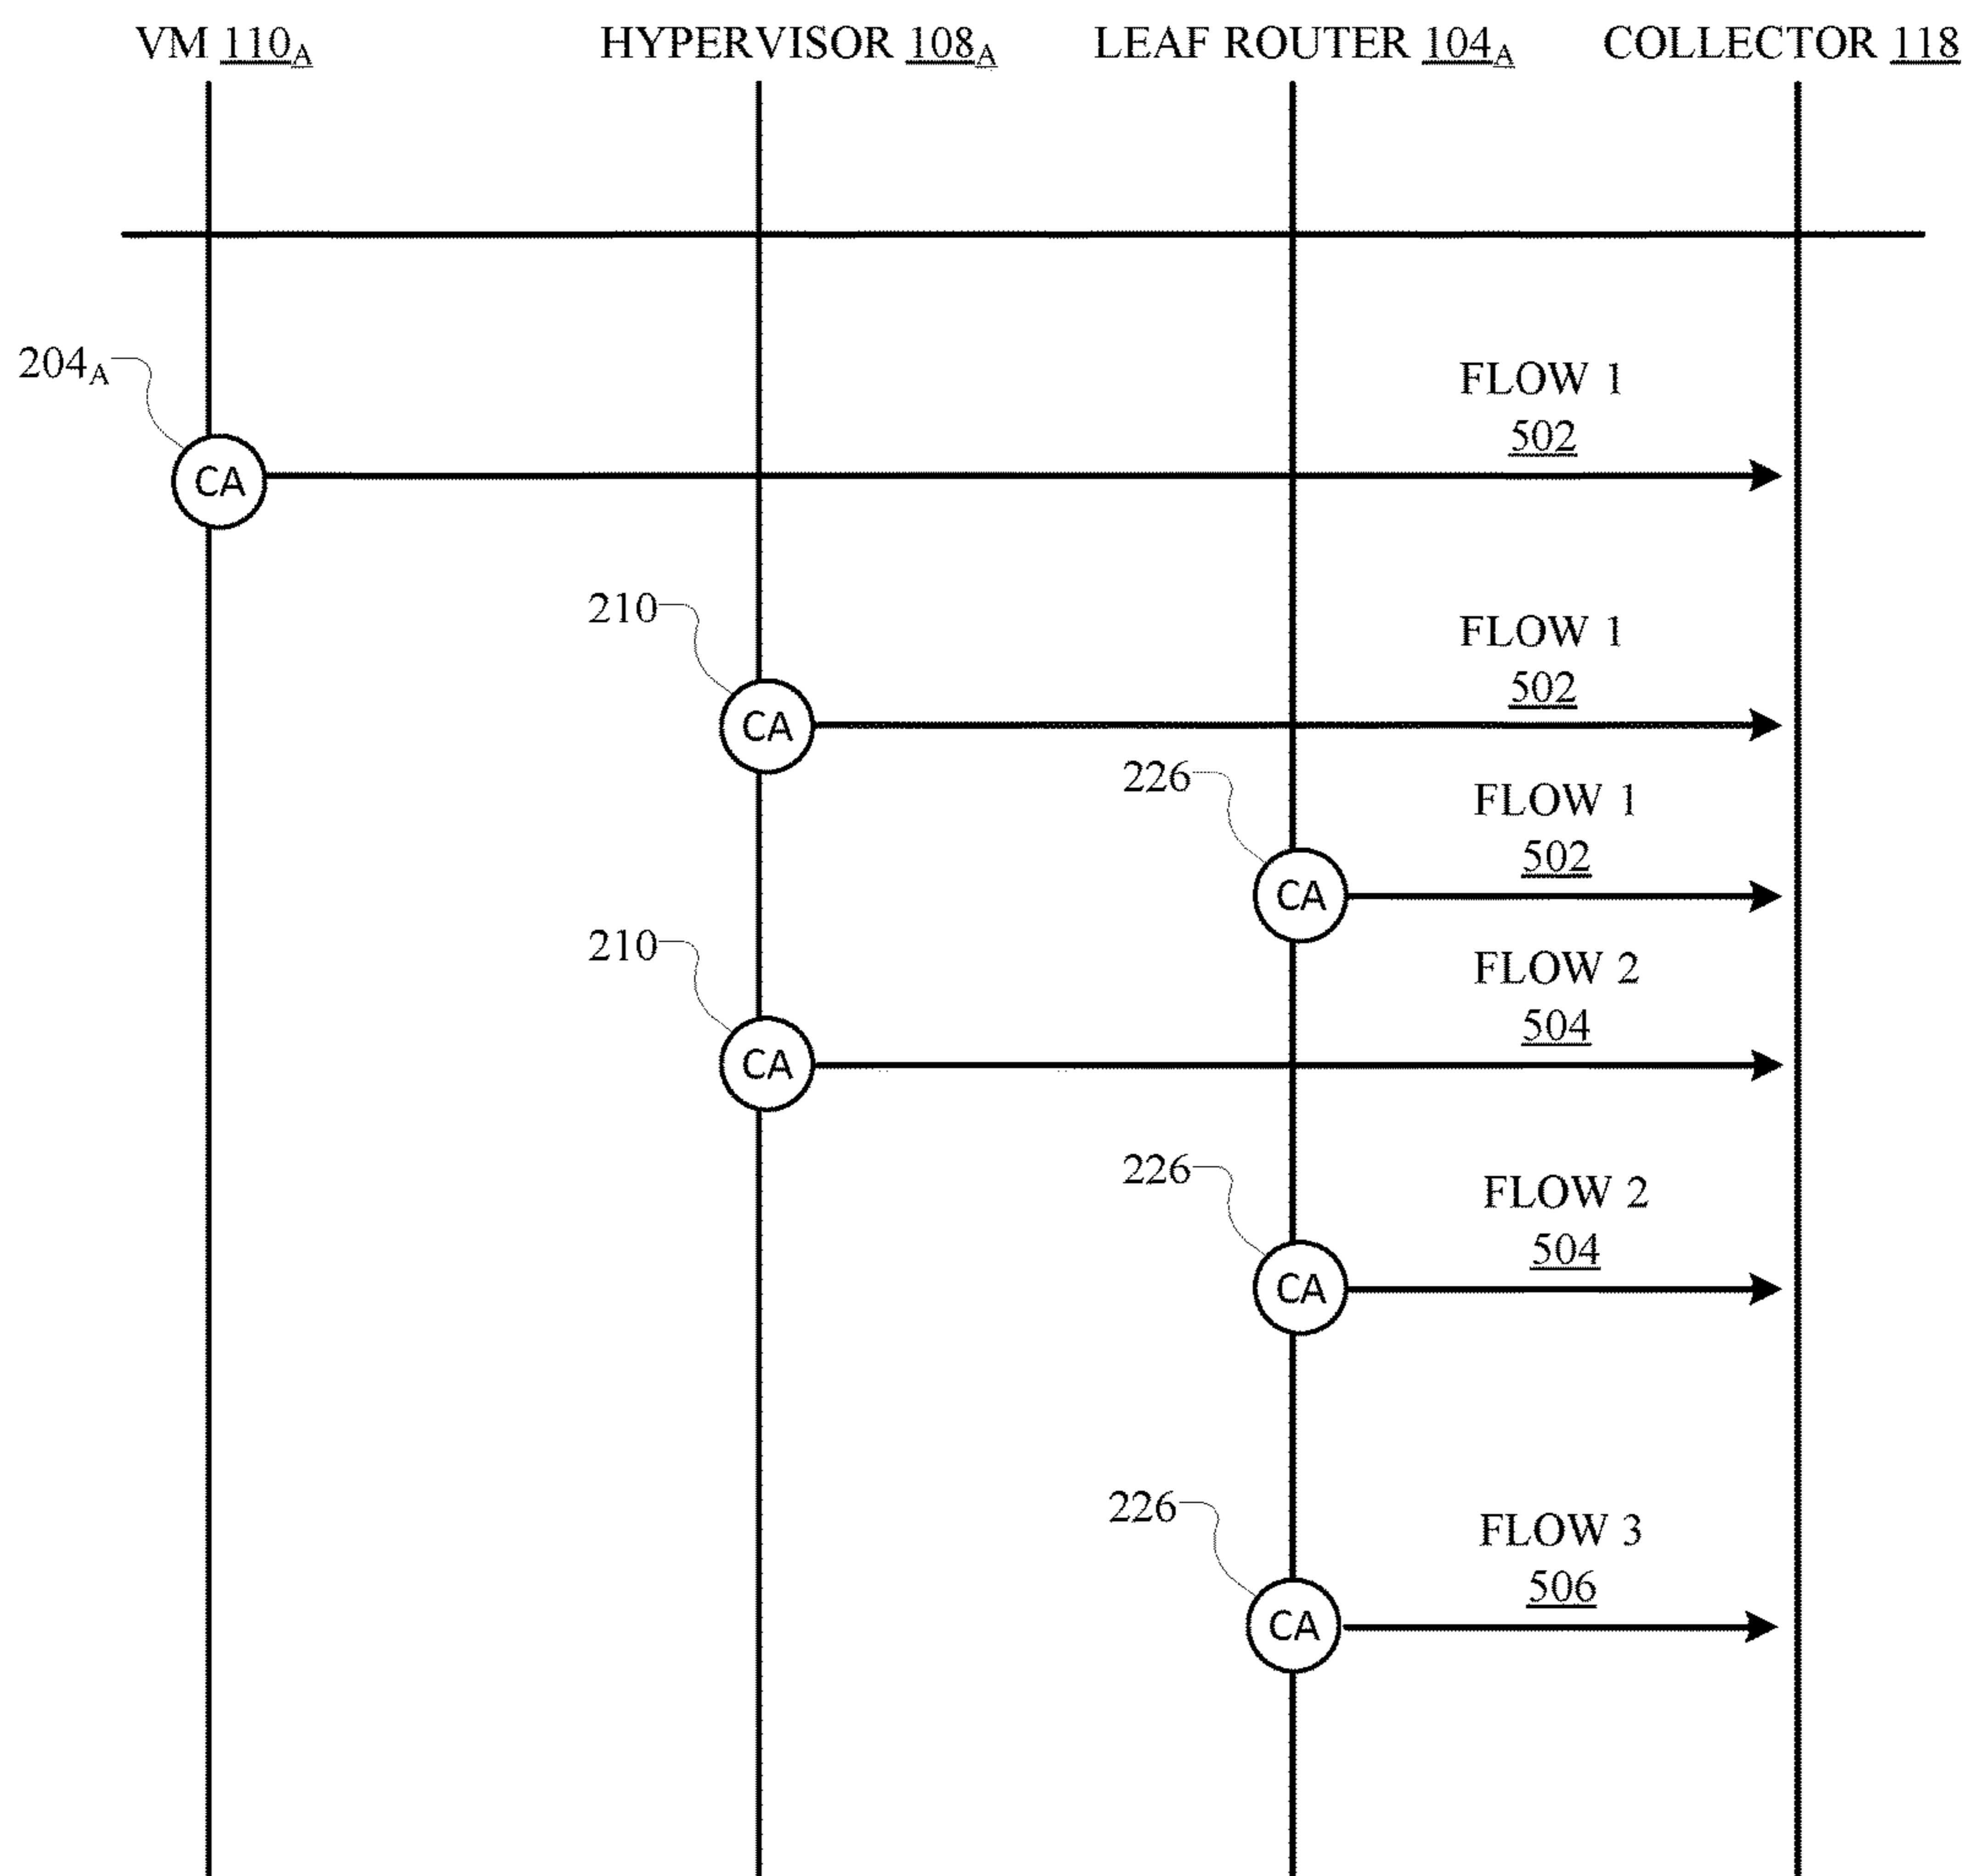 VM 110A
HYPERVISOR 108A
LEAF ROUTER 104A
COLLECTOR 118
204A
FLOW 1
502
CA
210
FLOW 1
502
CA
226
FLOW 1
502
CA
210
FLOW 2
504
CA
226
FLOW 2
504
CA
226
FLOW 3
506
CA